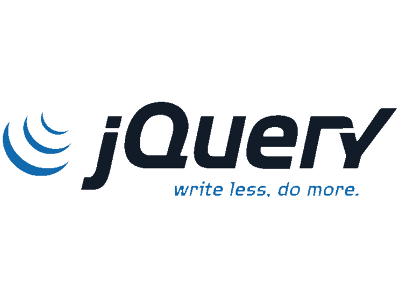 jQuery
write less, do more.